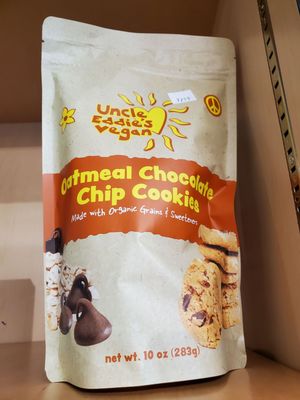 Uncle
Eddie's
Vegan
Oatmeal Chocolate
Chip Cookies
Made with Organic Grains & Sweeteners
net wt. 10 oz (283g)